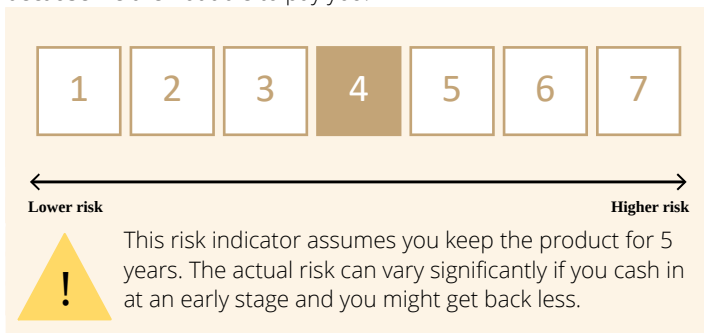 1 2 3 4 5 6 7
Lower risk Higher risk
This risk indicator assumes you keep the product for 5
years. The actual risk can vary significantly if you cash in
! at an early stage and you might get back less.